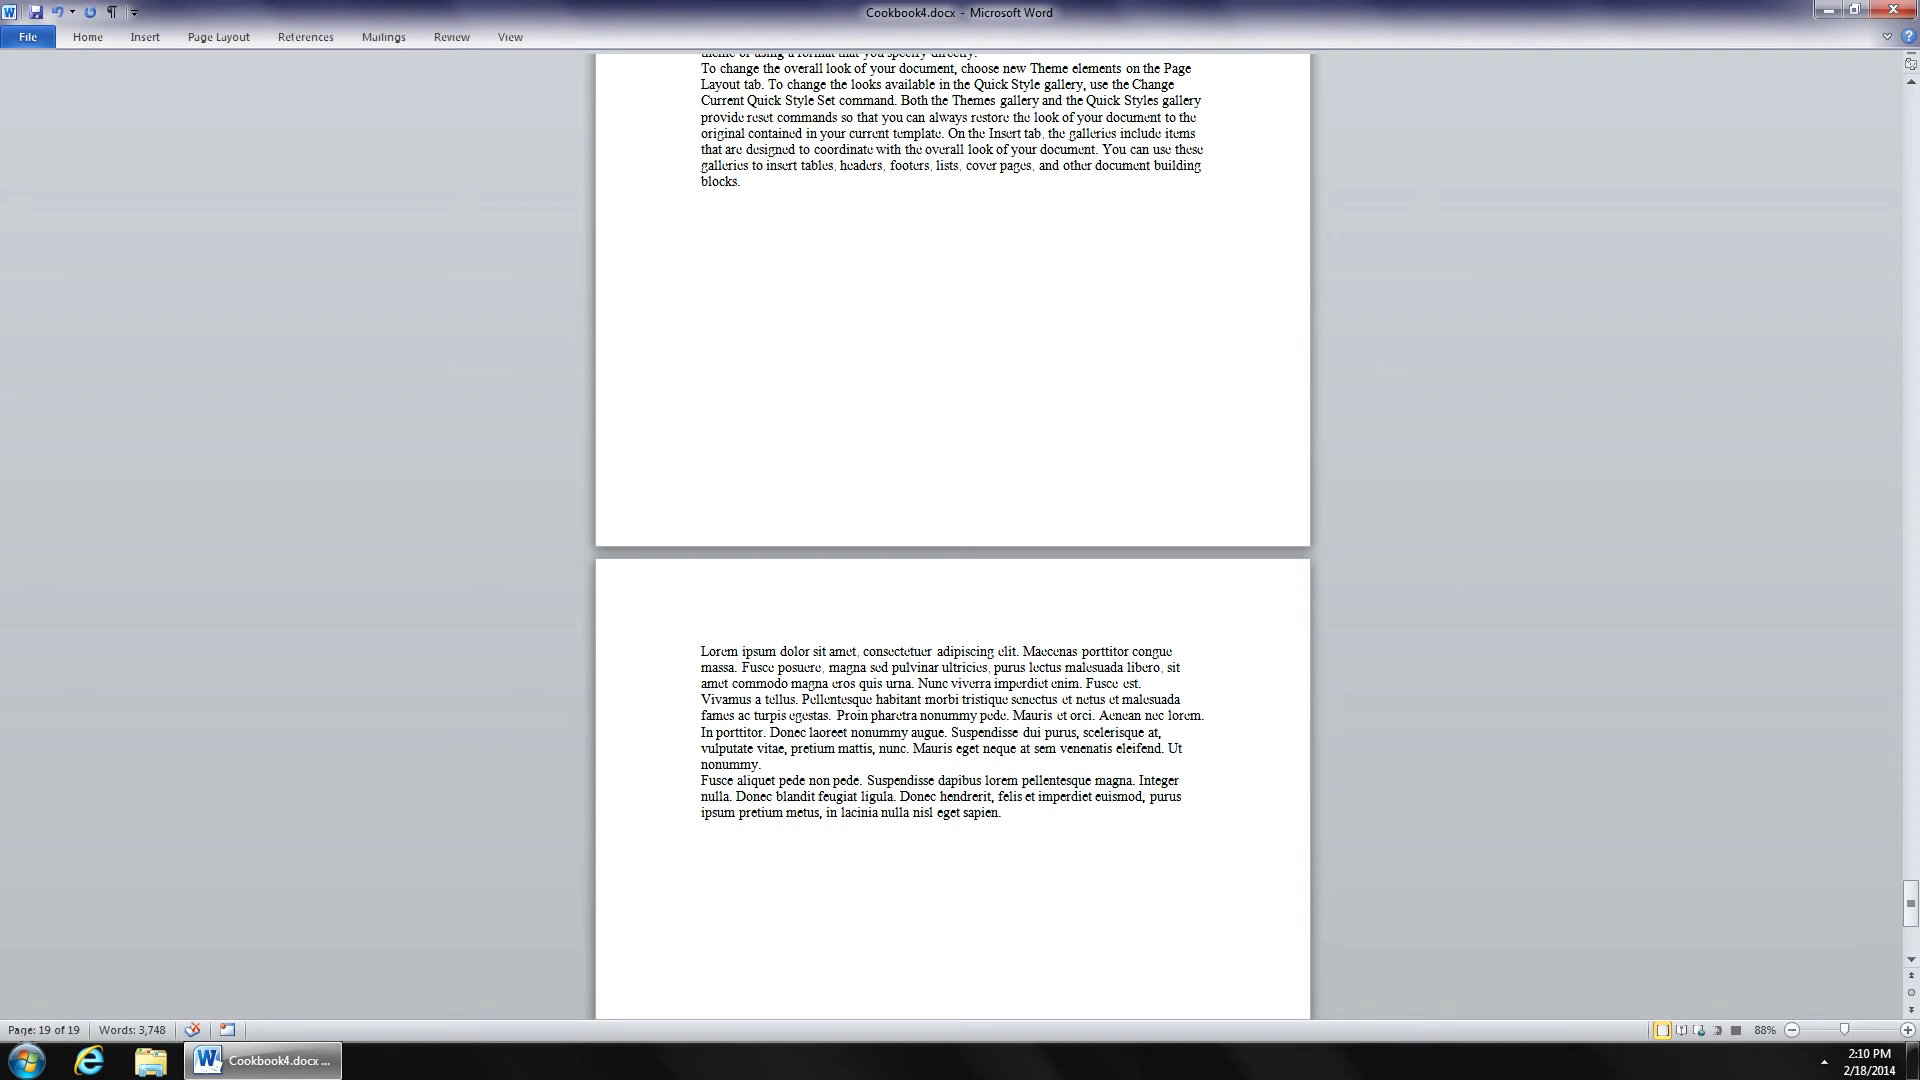 Cookbook4.docx - Microsoft Word
File Home Insert Page Layout References Mailings Review View
theme or using a format that you specify directly.
To change the overall look of your document, choose new Theme elements on the Page
Layout tab. To change the looks available in the Quick Style gallery, use the Change
Current Quick Style Set command. Both the Themes gallery and the Quick Styles gallery
provide reset commands so that you can always restore the look of your document to the
original contained in your current template. On the Insert tab, the galleries include items
that are designed to coordinate with the overall look of your document. You can use these
galleries to insert tables, headers, footers, lists, cover pages, and other document building
blocks.
Lorem ipsum dolor sit amet, consectetuer adipiscing elit. Maecenas porttitor congue
massa. Fusce posuere, magna sed pulvinar ultricies, purus lectus malesuada libero, sit
amet commodo magna eros quis urna. Nunc viverra imperdiet enim. Fusce est.
Vivamus a tellus. Pellentesque habitant morbi tristique senectus et netus et malesuada
fames ac turpis egestas. Proin pharetra nonummy pede. Mauris et orci. Aenean nec lorem.
In porttitor. Donec laoreet nonummy augue. Suspendisse dui purus, scelerisque at,
vulputate vitae, pretium mattis, nunc. Mauris eget neque at sem venenatis eleifend. Ut
nonummy.
Fusce aliquet pede non pede. Suspendisse dapibus lorem pellentesque magna. Integer
nulla. Donec blandit feugiat ligula. Donec hendrerit, felis et imperdiet euismod, purus
ipsum pretium metus, in lacinia nulla nisl eget sapien.
Page: 19 of 19 Words: 3,748 88%
Cookbook4.docx ... 2:10 PM
2/18/2014